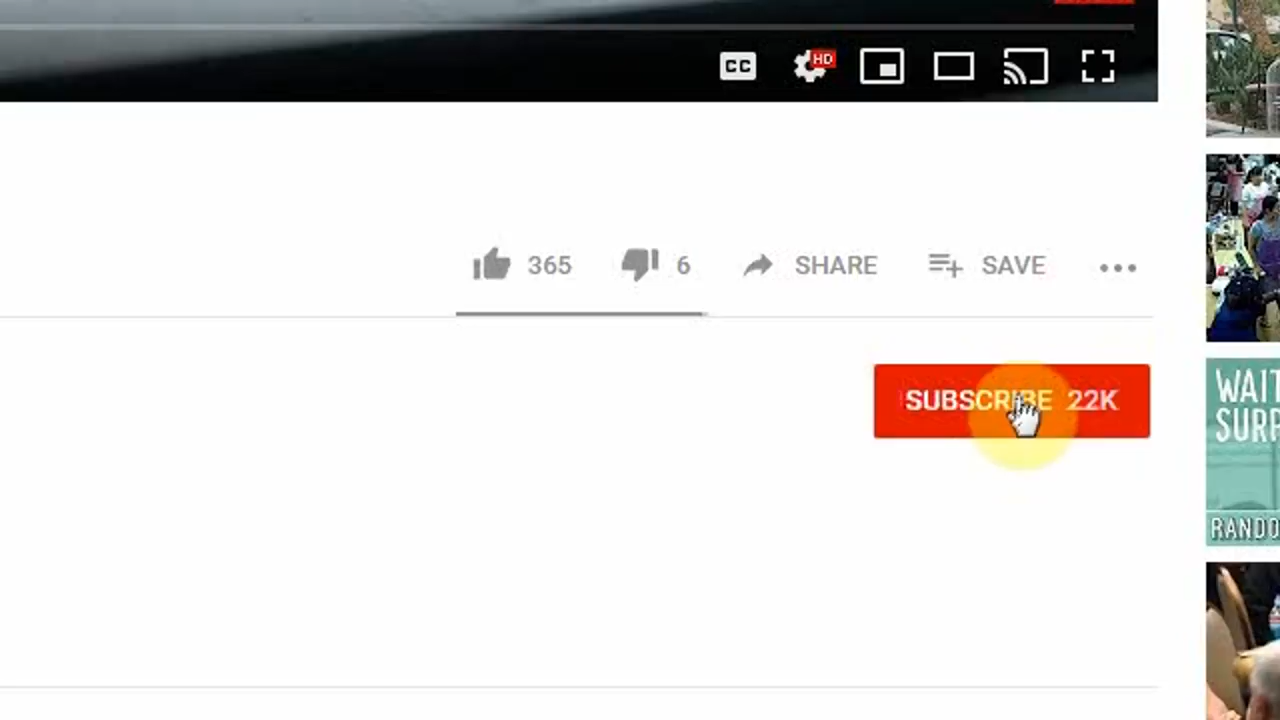 CC HD
365 6 SHARE SAVE
SUBSCRIBE 22K
WAIT
SURP
RANDO